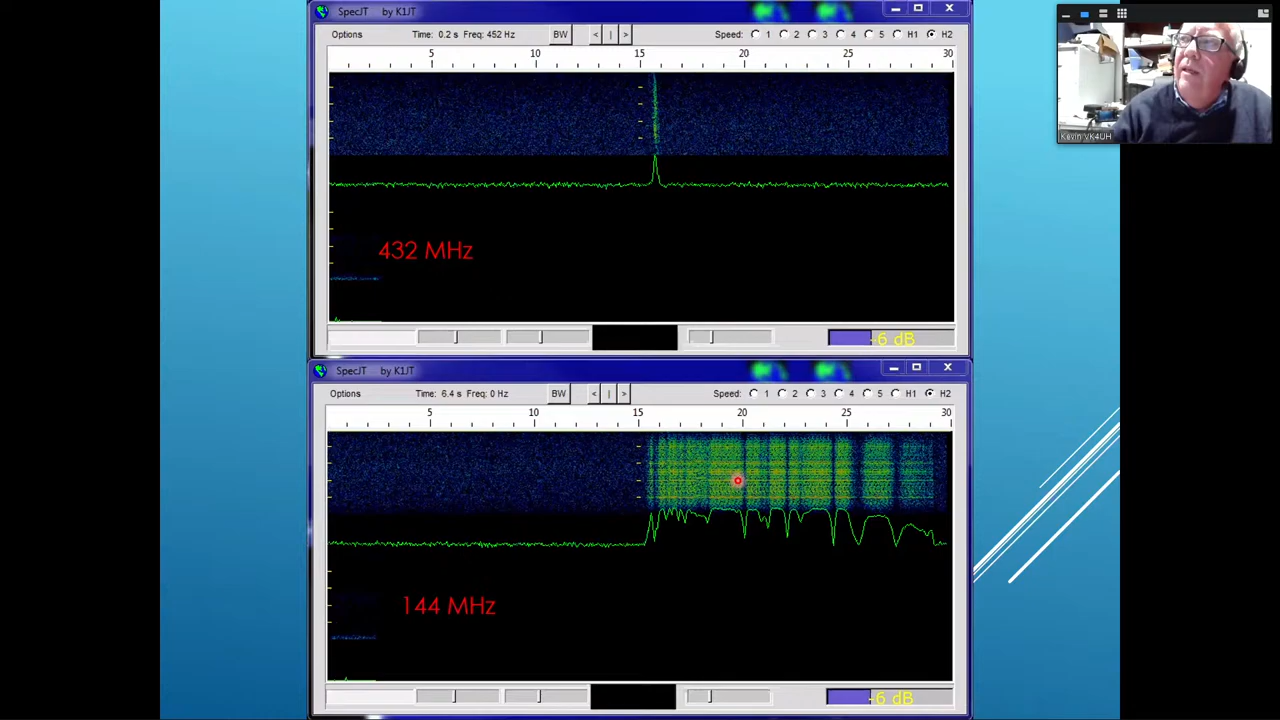 SpecJT by K1JT
Options Time: 0.2 s Freq: 452 Hz BW < | > Speed: 1 2 3 4 5 H1 H2
5 10 15 20 25 30
432 MHz
-6 dB
SpecJT by K1JT
Options Time: 6.4 s Freq: 0 Hz BW < | > Speed: 1 2 3 4 5 H1 H2
5 10 15 20 25 30
144 MHz
-6 dB
Kevin VK4UH